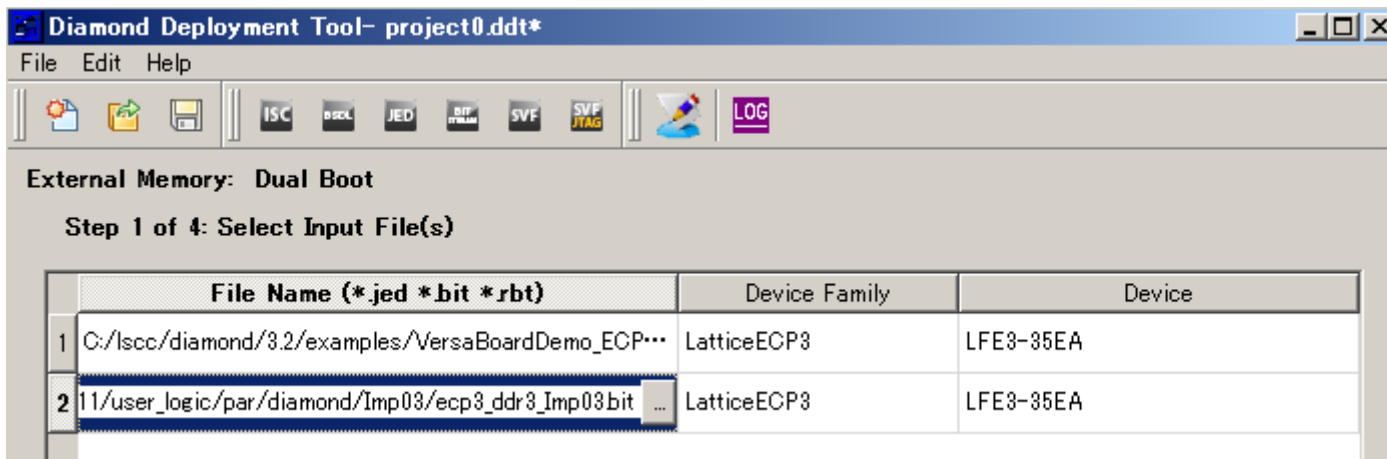 Diamond Deployment Tool- project0.ddt*
File Edit Help
ISC BSDL JED BIT STREAM SVF SVF JTAG LOG
External Memory: Dual Boot
Step 1 of 4: Select Input File(s)
File Name (*.jed *.bit *.rbt) Device Family Device
1 C:/lscc/diamond/3.2/examples/VersaBoardDemo_ECP⋯ LatticeECP3 LFE3-35EA
2 11/user_logic/par/diamond/Imp03/ecp3_ddr3_Imp03.bit ... LatticeECP3 LFE3-35EA